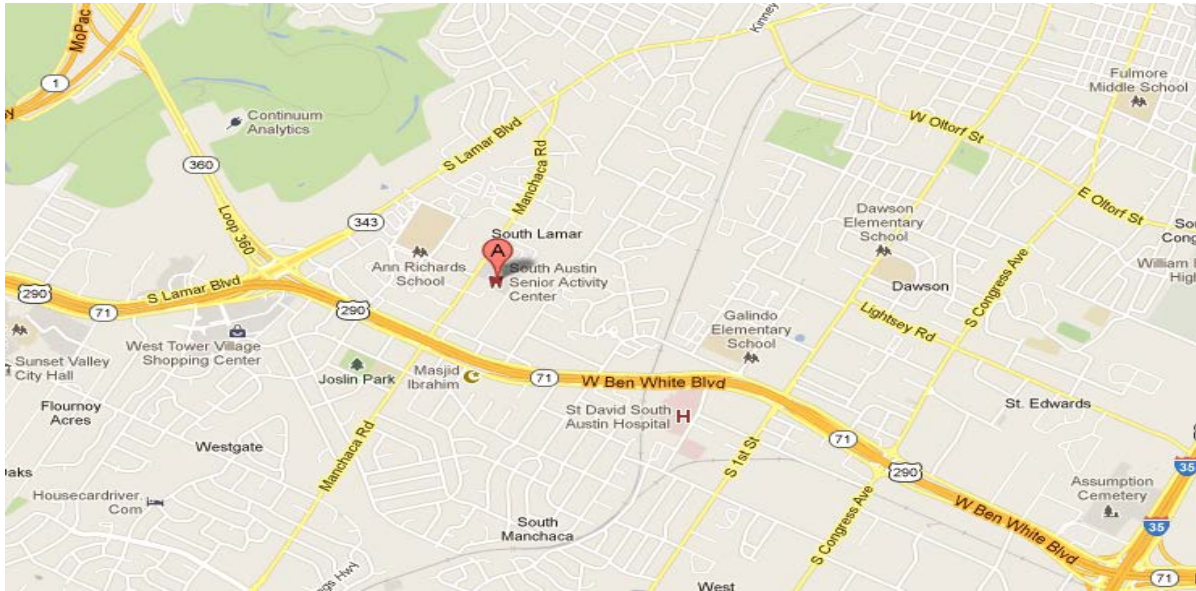 MoPac
1
Kinney
Fulmore
Middle School
Continuum
Analytics
W Oltorf St
360
S Lamar Blvd
Manchaca Rd
E Oltorf St
Loop 360
343
Dawson
Elementary
School
South Lamar
A
Ann Richards
School
South Austin
Senior Activity
Center
S Congress Ave
William
Dawson
290
S Lamar Blvd
71
290
Lightsey Rd
Galindo
Elementary
School
West Tower Village
Shopping Center
Sunset Valley
City Hall
Joslin Park
Masjid
Ibrahim
71
W Ben White Blvd
Flournoy
Acres
St David South
Austin Hospital
H
St. Edwards
Westgate
Manchaca Rd
S 1st St
71
290
35
Assumption
Cemetery
Housecardriver.
Com
W Ben White Blvd
35
South
Manchaca
S Congress Ave
71
West